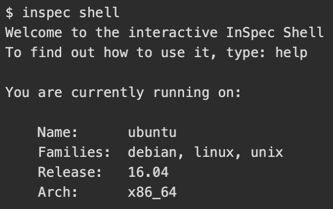 $ inspec shell
Welcome to the interactive InSpec Shell
To find out how to use it, type: help
You are currently running on:
Name: ubuntu
Families: debian, linux, unix
Release: 16.04
Arch: x86_64